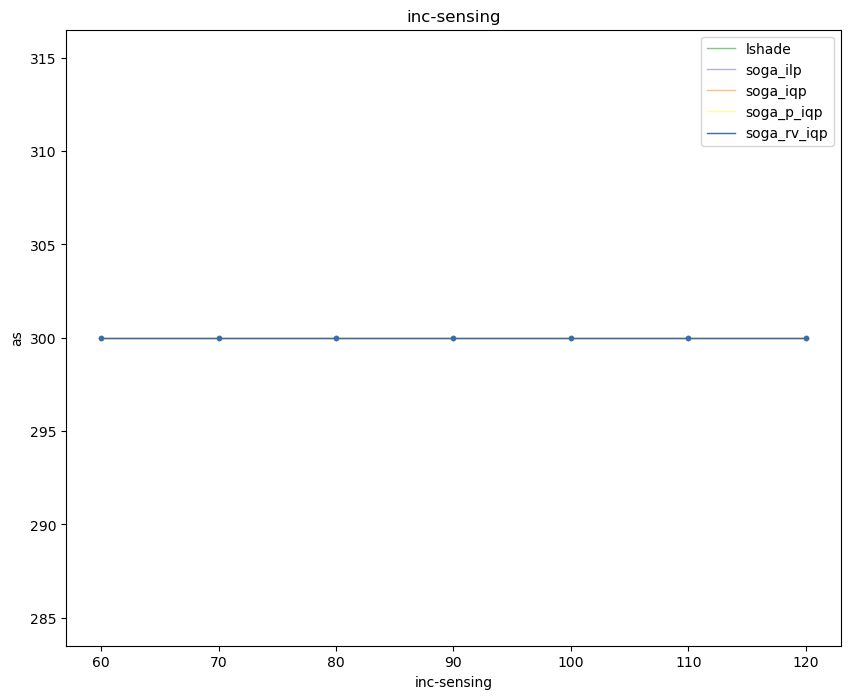 inc-sensing
lshade
soga_ilp
soga_iqp
soga_p_iqp
soga_rv_iqp
315
310
305
300
295
290
285
as
60 70 80 90 100 110 120
inc-sensing